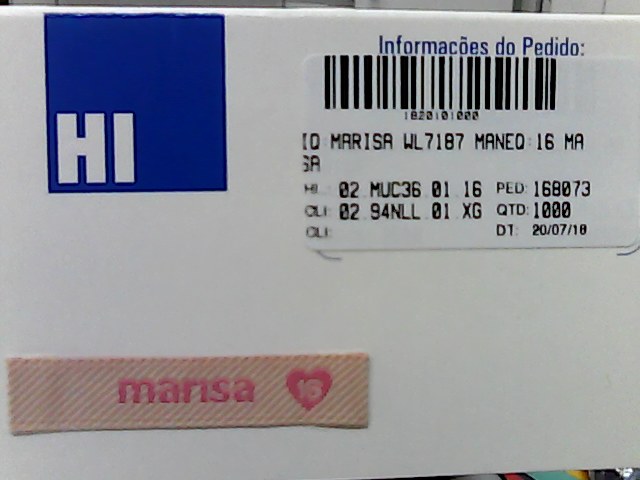 HI
Informações do Pedido:
1820101000
IQ MARISA WL7187 MANEQ:16 MA
SA
HI: 02 MUC36 01 16 PED: 168073
CLI: 02 94NLL 01 XG QTD: 1000
CLI: DT: 20/07/18
marisa 16